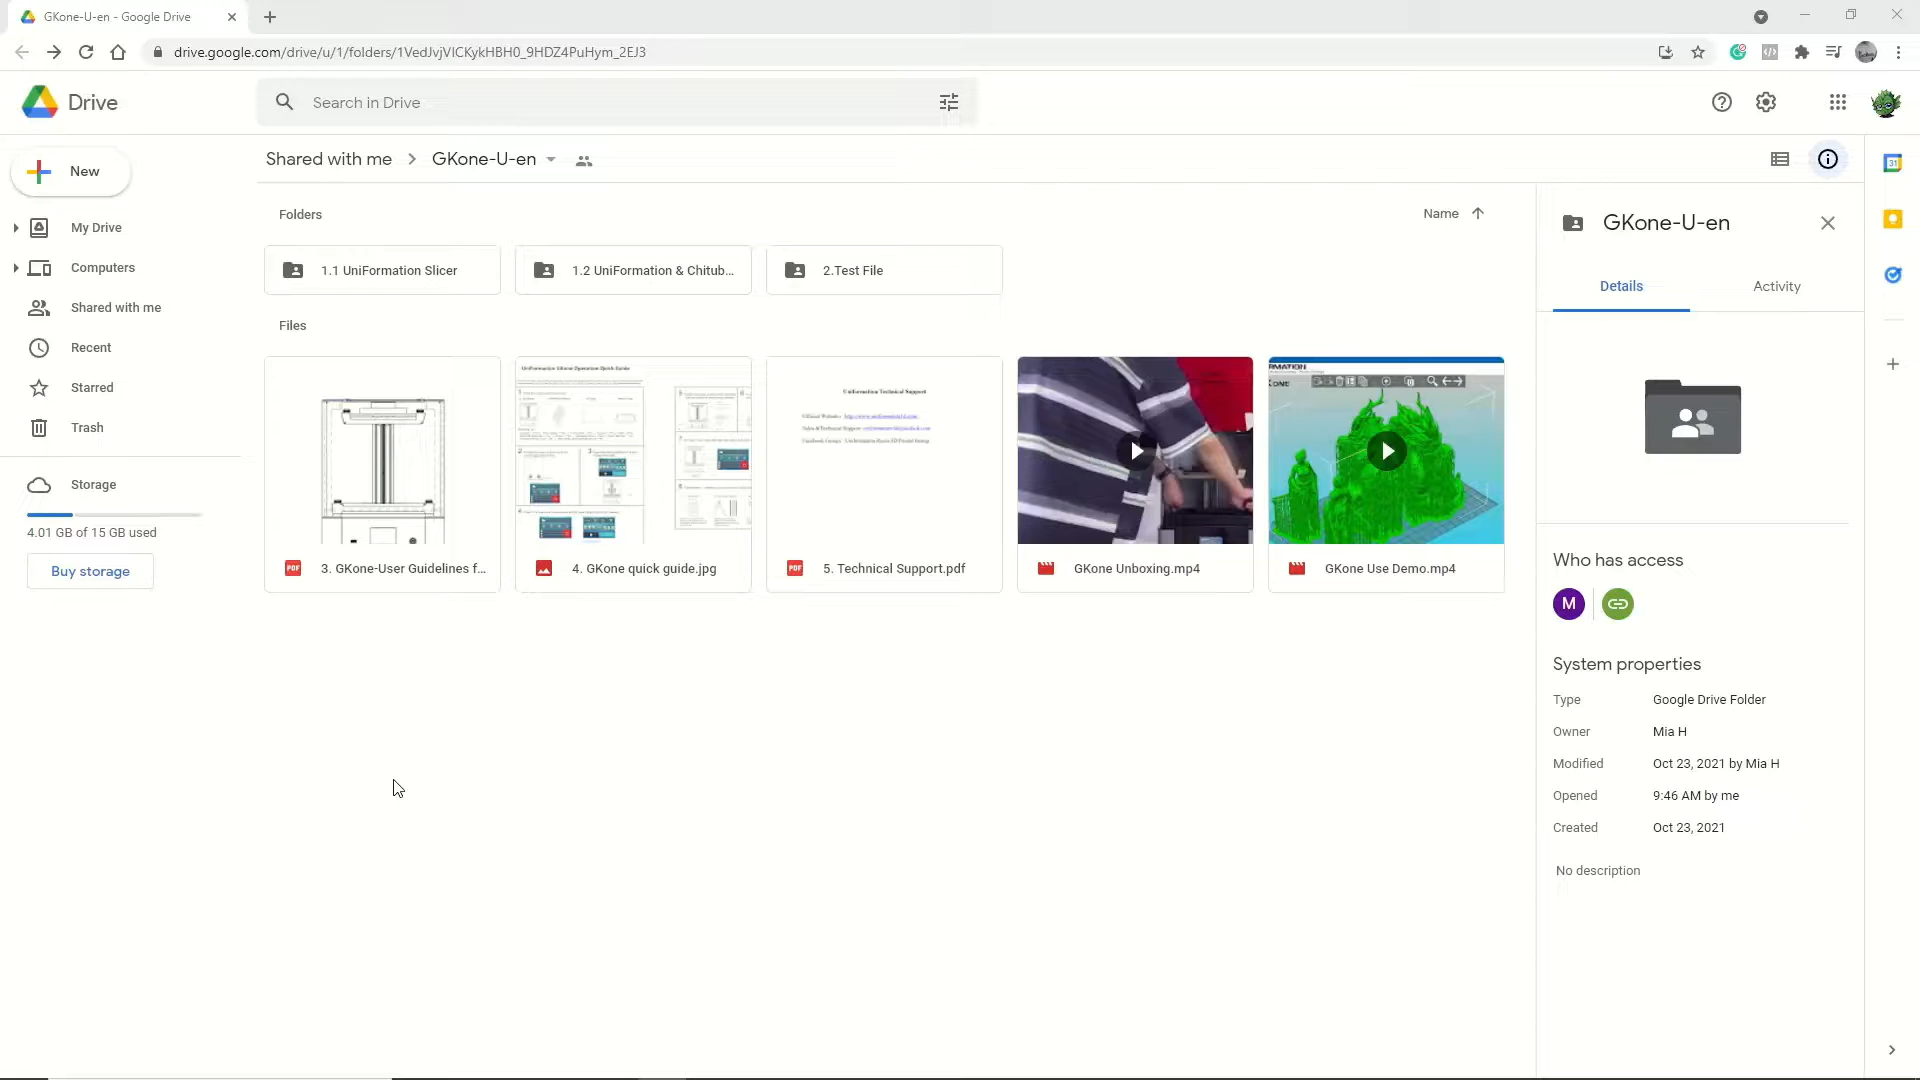 GKone-U-en - Google Drive
drive.google.com/drive/u/1/folders/1VedJvjVlCKykHBH0_9HDZ4PuHym_2EJ3
Drive
Search in Drive
New
Shared with me
GKone-U-en
My Drive
Computers
Shared with me
Recent
Starred
Trash
Storage
4.01 GB of 15 GB used
Buy storage
Folders
Name
1.1 UniFormation Slicer
1.2 UniFormation & Chitub...
2.Test File
Files
Uniformation Technical Support
3. GKone-User Guidelines f...
4. GKone quick guide.jpg
5. Technical Support.pdf
GKone Unboxing.mp4
GKone Use Demo.mp4
GKone-U-en
Details
Activity
Who has access
M
System properties
Type
Google Drive Folder
Owner
Mia H
Modified
Oct 23, 2021 by Mia H
Opened
9:46 AM by me
Created
Oct 23, 2021
No description
31